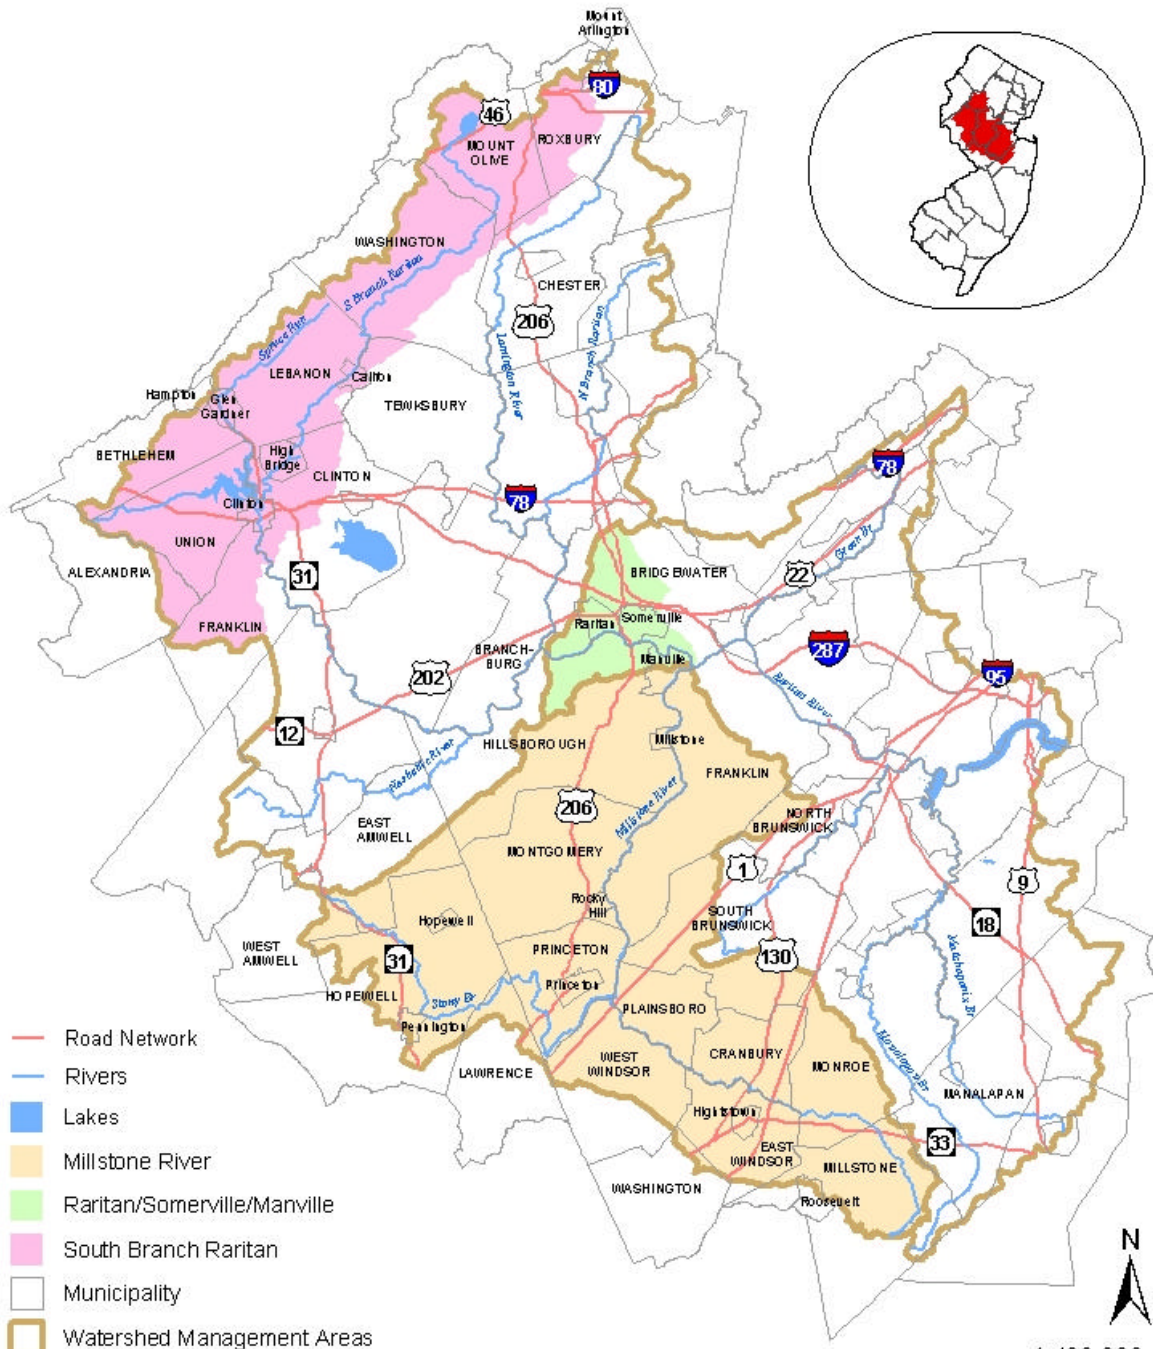 Mount
Arlington
80
46
MOUNT
OLIVE
ROXBURY
WASHINGTON
S Branch Raritan
CHESTER
206
N Branch Raritan
Lamington River
Spruce Run
LEBANON
Califon
TEWKSBURY
Hampton
Glen
Gardner
BETHLEHEM
High
Bridge
CLINTON
78
78
Clinton
UNION
Green Br
ALEXANDRIA
31
22
BRIDGEWATER
FRANKLIN
Raritan
Somerville
BRANCH-
BURG
Manville
287
95
202
Raritan River
12
HILLSBOROUGH
Millstone
Neshanic River
FRANKLIN
206
Millstone River
EAST
AMWELL
NORTH
BRUNSWICK
MONTGOMERY
1
9
Rocky
Hill
Hopewell
SOUTH
BRUNSWICK
18
WEST
AMWELL
31
PRINCETON
130
Princeton
HOPEWELL
Stony Br
PLAINSBORO
Pennington
CRANBURY
WEST
WINDSOR
MONROE
LAWRENCE
MANALAPAN
Hightstown
33
EAST
WINDSOR
MILLSTONE
WASHINGTON
Roosevelt
Road Network
Rivers
Lakes
Millstone River
Raritan/Somerville/Manville
South Branch Raritan
Municipality
Watershed Management Areas
N